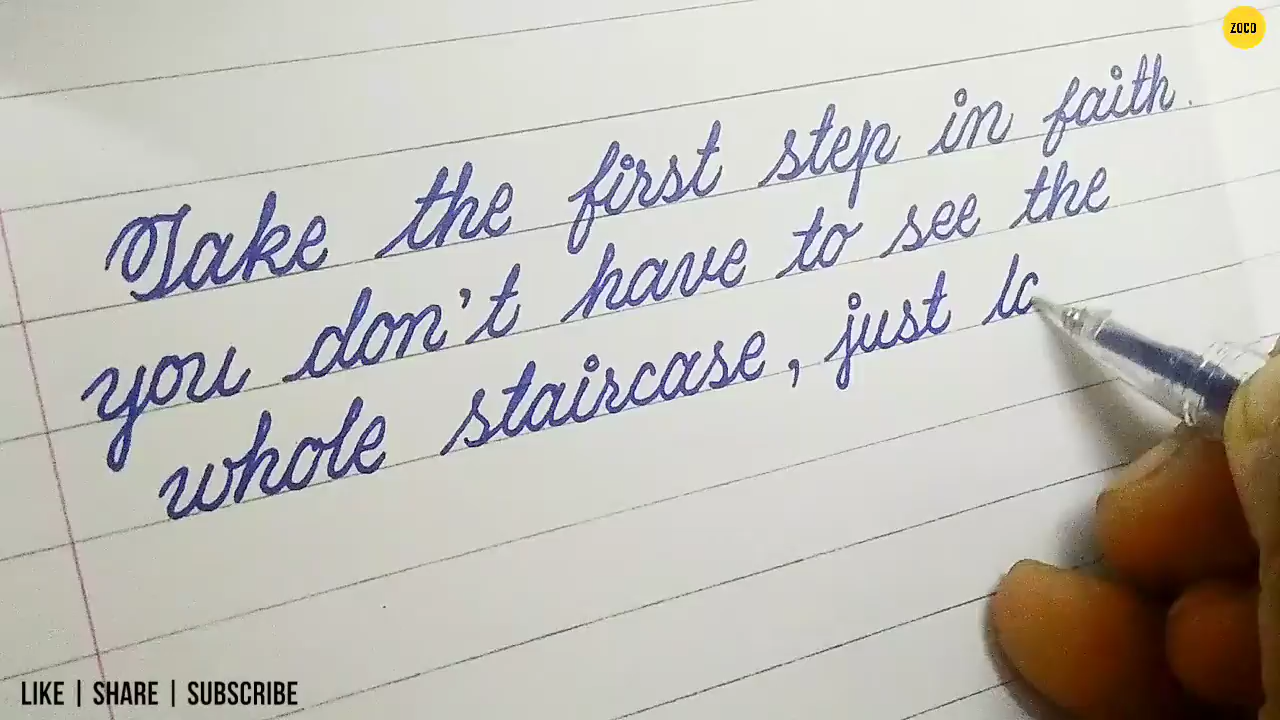 ZOCO
Take the first step in faith.
you don't have to see the
whole staircase, just
LIKE | SHARE | SUBSCRIBE